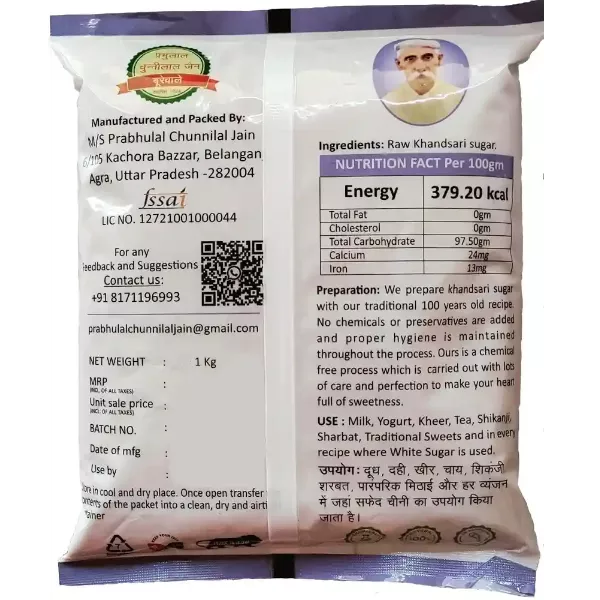 प्रभुलाल
चुन्नीलाल जैन
बूरेवाले
Manufactured and Packed By:
M/S Prabhulal Chunnilal Jain
6/105 Kachora Bazzar, Belangan
Agra, Uttar Pradesh -282004
fssai
LIC NO. 12721001000044
For any
Feedback and Suggestions
Contact us:
+91 8171196993
prabhulalchunnilaljain@gmail.com
NET WEIGHT : 1 Kg
MRP :
(INCL. OF ALL TAXES)
Unit sale price :
(INCL. OF ALL TAXES)
BATCH NO. :
Date of mfg :
Use by :
Store in cool and dry place. Once open transfer
contents of the packet into a clean, dry and airti
tainer
Ingredients: Raw Khandsari sugar.
NUTRITION FACT Per 100gm
Energy 379.20 kcal
Total Fat 0gm
Cholesterol 0gm
Total Carbohydrate 97.50gm
Calcium 24mg
Iron 13mg
Preparation: We prepare khandsari sugar
with our traditional 100 years old recipe.
No chemicals or preservatives are added
and proper hygiene is maintained
throughout the process. Ours is a chemical
free process which is carried out with lots
of care and perfection to make your heart
full of sweetness.
USE : Milk, Yogurt, Kheer, Tea, Shikanji,
Sharbat, Traditional Sweets and in every
recipe where White Sugar is used.
उपयोग: दूध, दही, खीर, चाय, शिकंजी
शरबत, पारंपरिक मिठाई और हर व्यंजन
में जहां सफेद चीनी का उपयोग किया
जाता है।